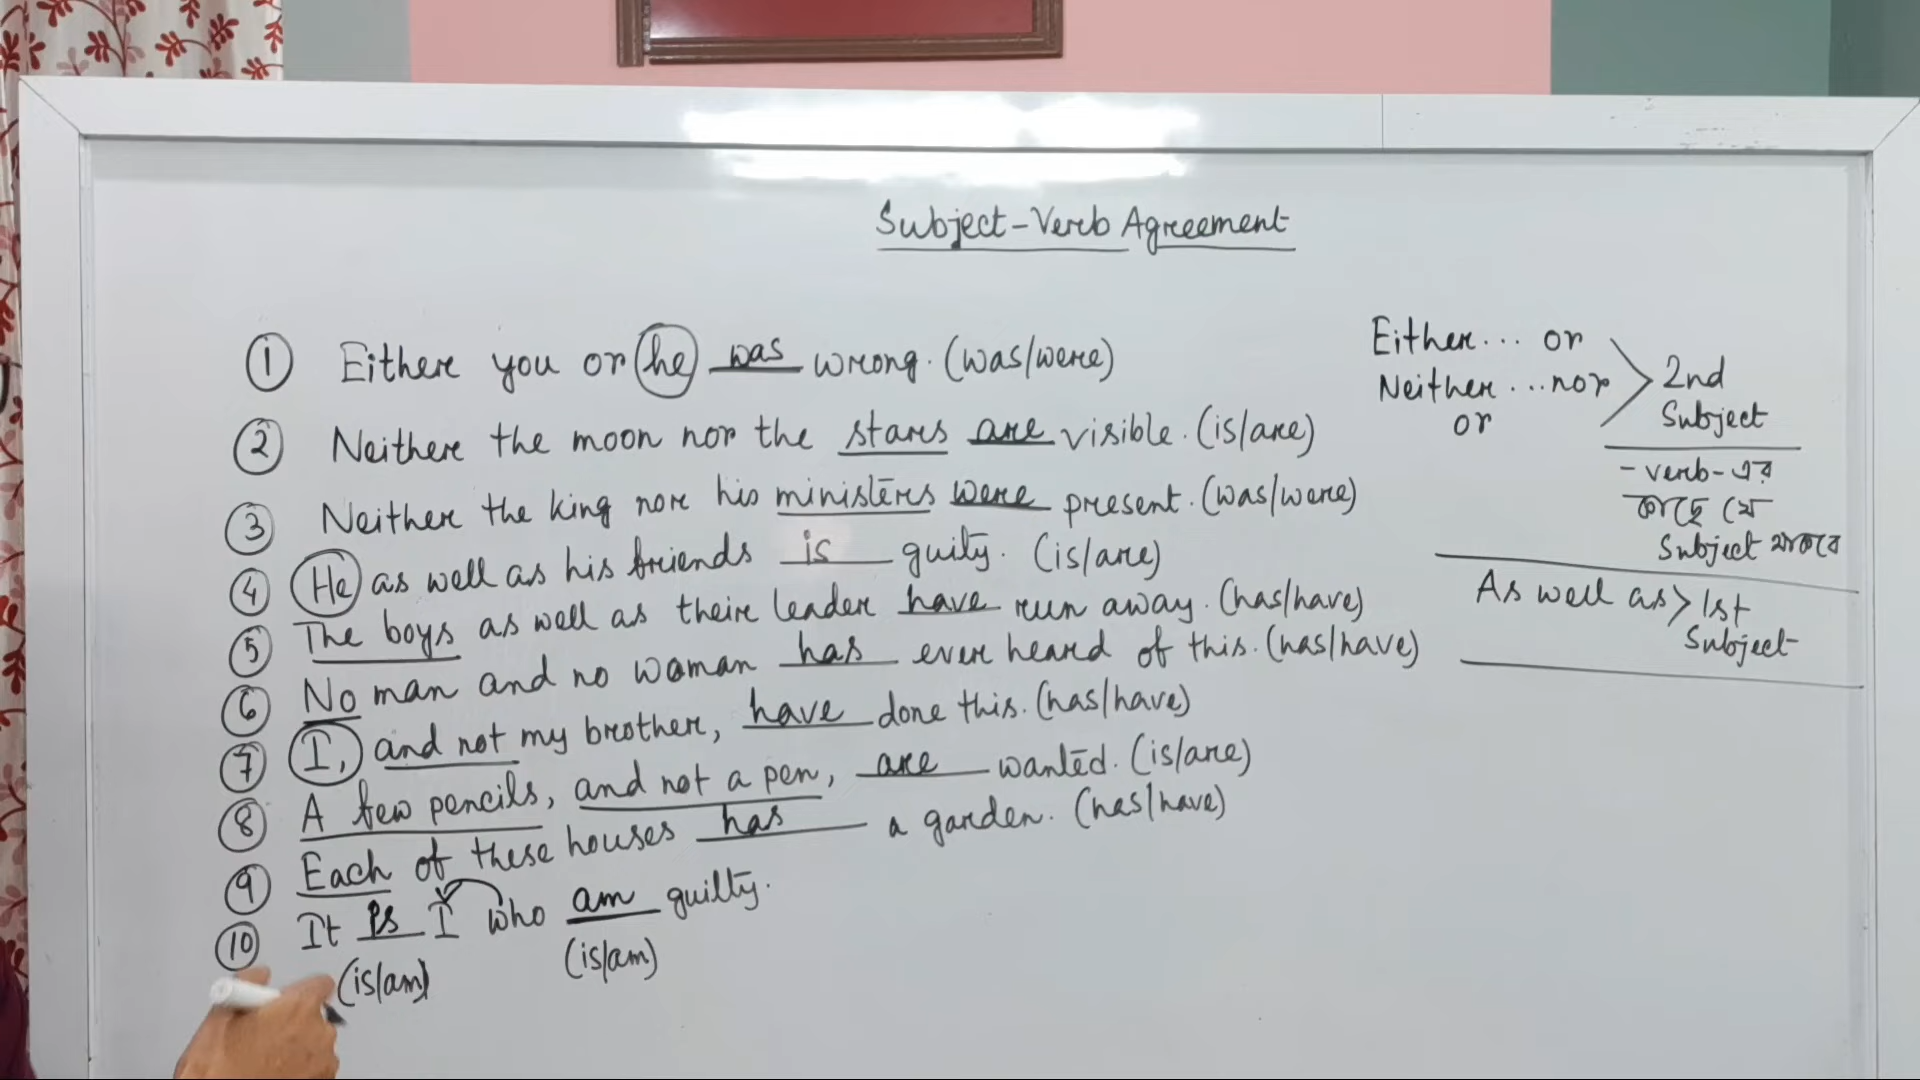 Subject-Verb Agreement
① Either you or he was wrong. (was/were)
② Neither the moon nor the stars are visible. (is/are)
③ Neither the king nor his ministers were present. (was/were)
④ He as well as his friends is guilty. (is/are)
⑤ The boys as well as their leader have run away. (has/have)
⑥ No man and no woman has ever heard of this. (has/have)
⑦ I, and not my brother, have done this. (has/have)
⑧ A few pencils, and not a pen, are wanted. (is/are)
⑨ Each of these houses has a garden. (has/have)
⑩ It is I who am guilty.
(is/am) (is/am)
Either... or
Neither ...nor
or
2nd
Subject
-verb-এর
কাছে যে
Subject থাকবে
As well as > 1st
Subject